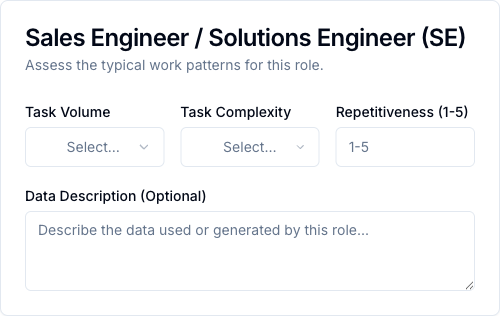 Sales Engineer / Solutions Engineer (SE)
Assess the typical work patterns for this role.
Task Volume
Task Complexity
Repetitiveness (1-5)
Select...
Select...
1-5
Data Description (Optional)
Describe the data used or generated by this role...